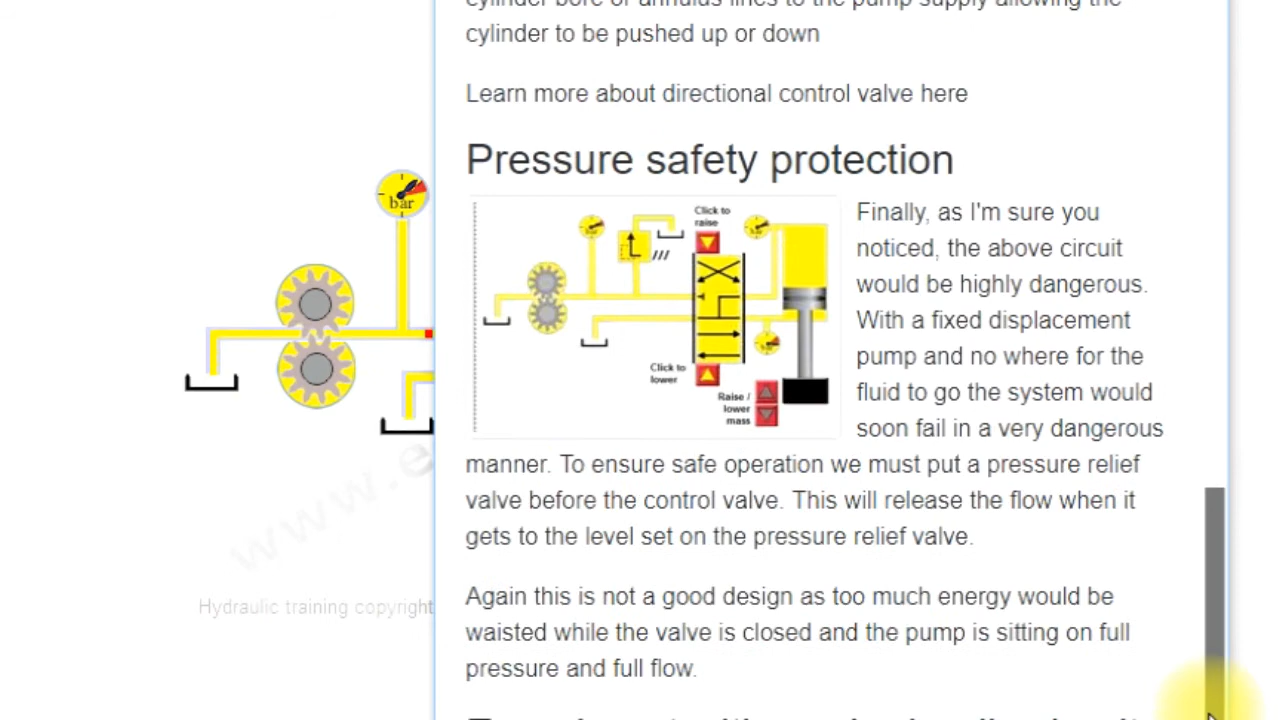 cylinder bore or annulus lines to the pump supply allowing the
cylinder to be pushed up or down
Learn more about directional control valve here
Pressure safety protection
bar
Click to
raise
Click to
lower
Raise /
lower
mass
Finally, as I'm sure you
noticed, the above circuit
would be highly dangerous.
With a fixed displacement
pump and no where for the
fluid to go the system would
soon fail in a very dangerous
manner. To ensure safe operation we must put a pressure relief
valve before the control valve. This will release the flow when it
gets to the level set on the pressure relief valve.
Again this is not a good design as too much energy would be
waisted while the valve is closed and the pump is sitting on full
pressure and full flow.
www.e
Hydraulic training copyright